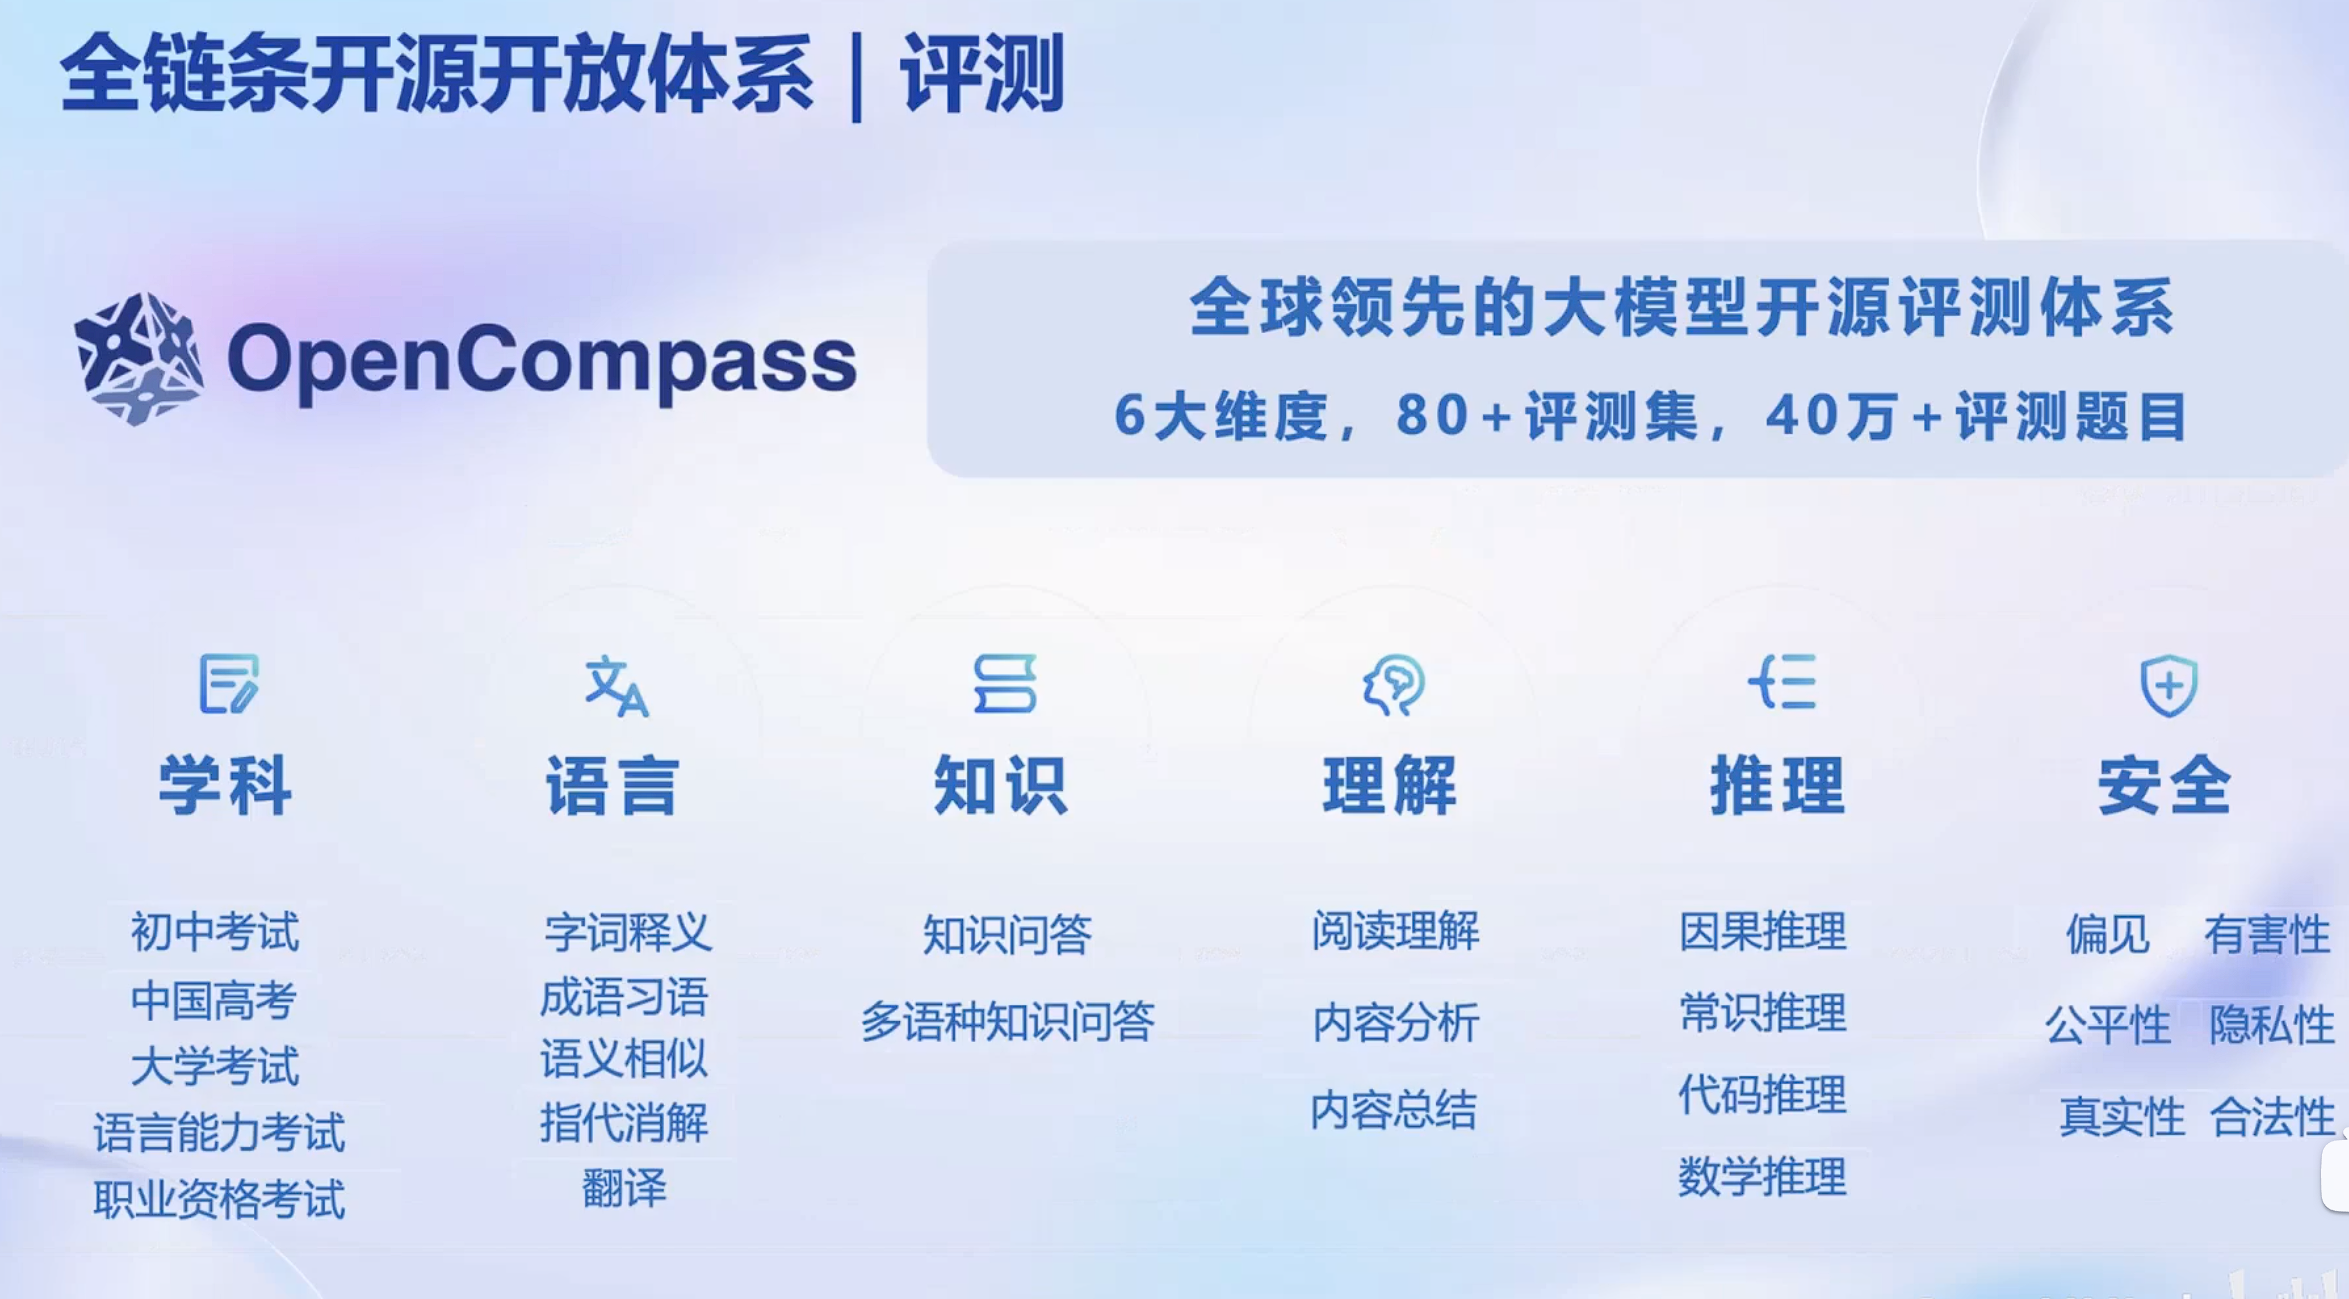 全链条开源开放体系｜评测
OpenCompass
全球领先的大模型开源评测体系
6大维度，80+评测集，40万+评测题目
学科
初中考试
中国高考
大学考试
语言能力考试
职业资格考试
语言
字词释义
成语习语
语义相似
指代消解
翻译
知识
知识问答
多语种知识问答
理解
阅读理解
内容分析
内容总结
推理
因果推理
常识推理
代码推理
数学推理
安全
偏见 有害性
公平性 隐私性
真实性 合法性